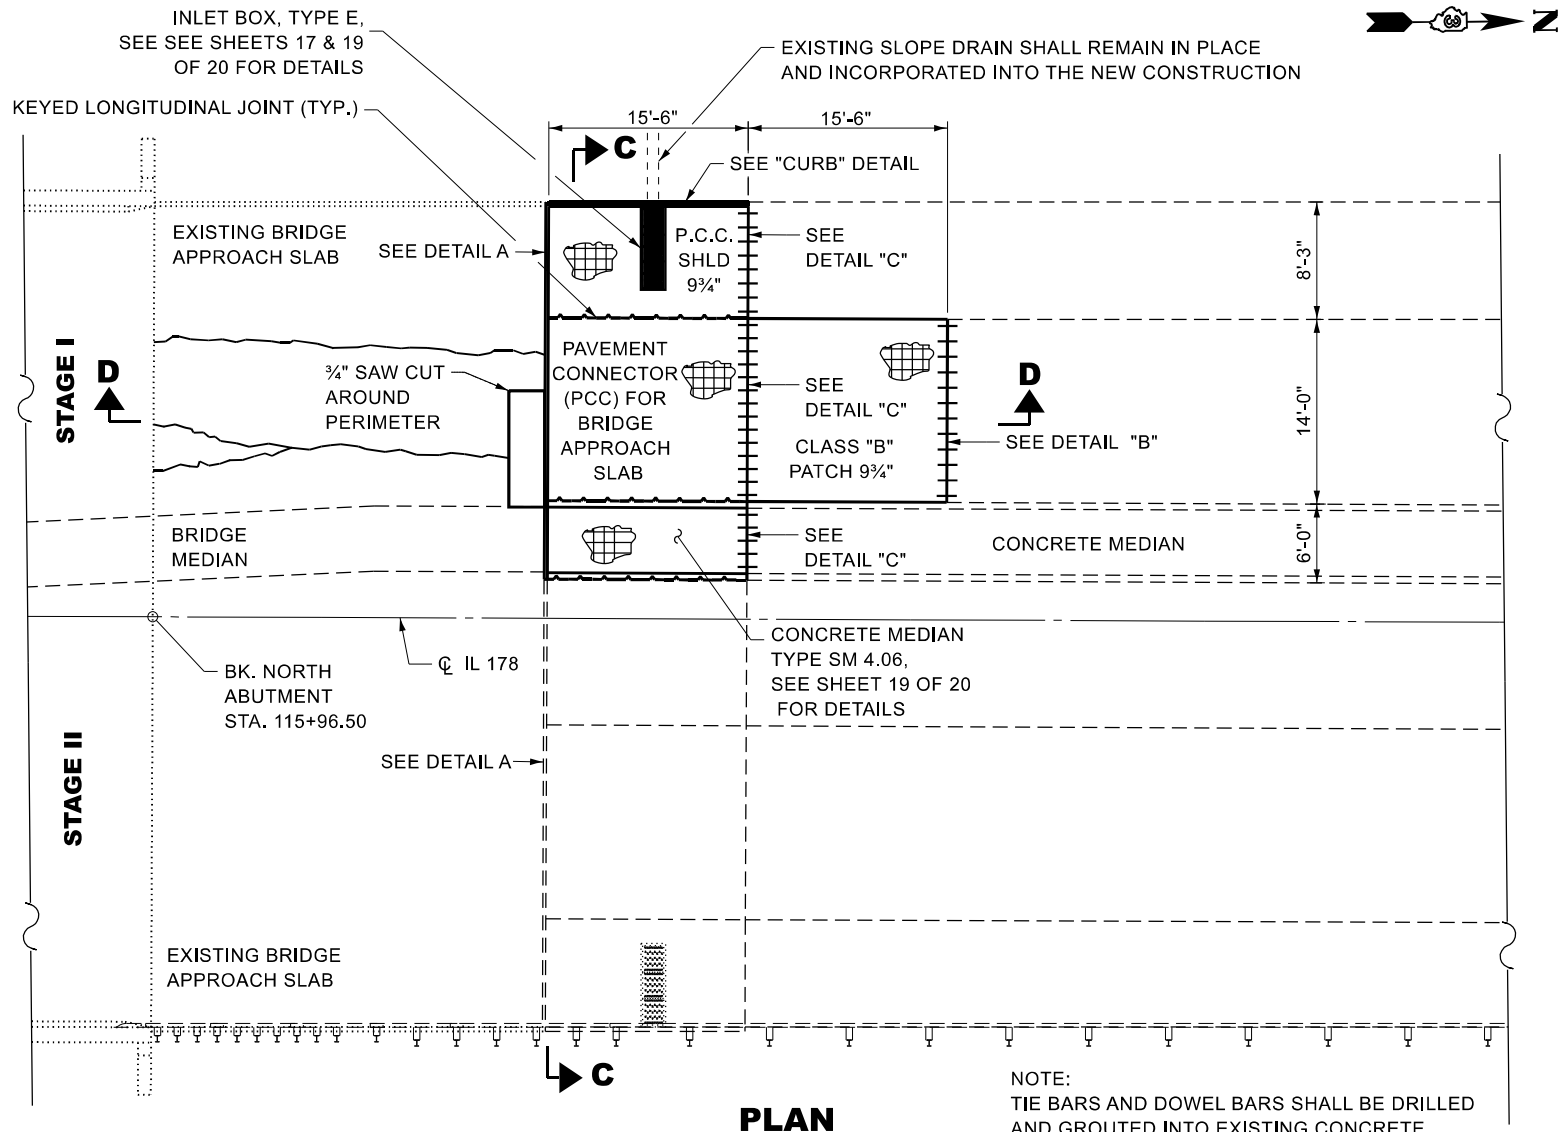 INLET BOX, TYPE E,
SEE SEE SHEETS 17 & 19
OF 20 FOR DETAILS
KEYED LONGITUDINAL JOINT (TYP.)
EXISTING SLOPE DRAIN SHALL REMAIN IN PLACE
AND INCORPORATED INTO THE NEW CONSTRUCTION
3
N
15'-6"
15'-6"
C
SEE "CURB" DETAIL
EXISTING BRIDGE
APPROACH SLAB
SEE DETAIL A
P.C.C.
SHLD
9¾"
SEE
DETAIL "C"
8'-3"
STAGE I
D
¾" SAW CUT
AROUND
PERIMETER
PAVEMENT
CONNECTOR
(PCC) FOR
BRIDGE
APPROACH
SLAB
SEE
DETAIL "C"
CLASS "B"
PATCH 9¾"
D
SEE DETAIL "B"
14'-0"
BRIDGE
MEDIAN
SEE
DETAIL "C"
CONCRETE MEDIAN
6'-0"
BK. NORTH
ABUTMENT
STA. 115+96.50
℄ IL 178
CONCRETE MEDIAN
TYPE SM 4.06,
SEE SHEET 19 OF 20
FOR DETAILS
STAGE II
SEE DETAIL A
EXISTING BRIDGE
APPROACH SLAB
C
PLAN
NOTE:
TIE BARS AND DOWEL BARS SHALL BE DRILLED
AND GROUTED INTO EXISTING CONCRETE